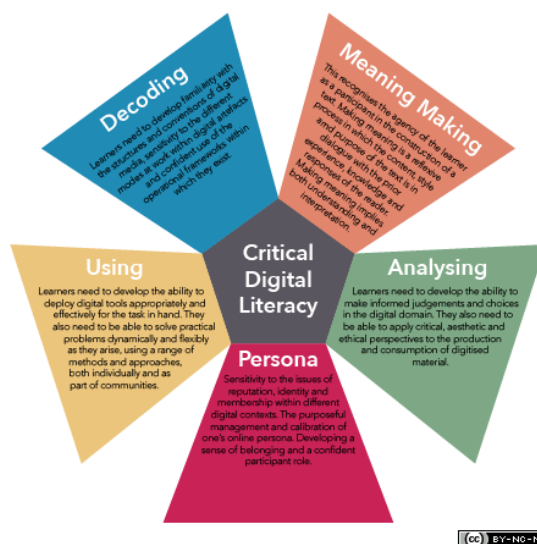 Decoding
Learners need to develop familiarity with
the structures and conventions of digital
media, sensitivity to the different
modes at work within digital artefacts
and confident use of the
operational frameworks within
which they exist.
Meaning Making
This recognises the agency of the learner
as a participant in the construction of a
text. Making meaning is a reflexive
process in which the content, style
amd purpose of the text is in
dialogue with the prior
experience, knowledge and
responses of the reader.
Making meaning implies
both understanding and
interpretation.
Critical
Digital
Literacy
Using
Learners need to develop the ability to
deploy digital tools appropriately and
effectively for the task in hand. They
also need to be able to solve practical
problems dynamically and flexibly
as they arise, using a range of
methods and approaches,
both individually and as
part of communities.
Analysing
Learners need to develop the ability to
make informed judgements and choices
in the digital domain. They also need to
be able to apply critical, aesthetic and
ethical perspectives to the production
and consumption of digitised
material.
Persona
Sensitivity to the issues of
reputation, identity and
membership within different
digital contexts. The purposeful
management and calibration of
one's online persona. Developing a
sense of belonging and a confident
participant role.
cc BY-NC-N